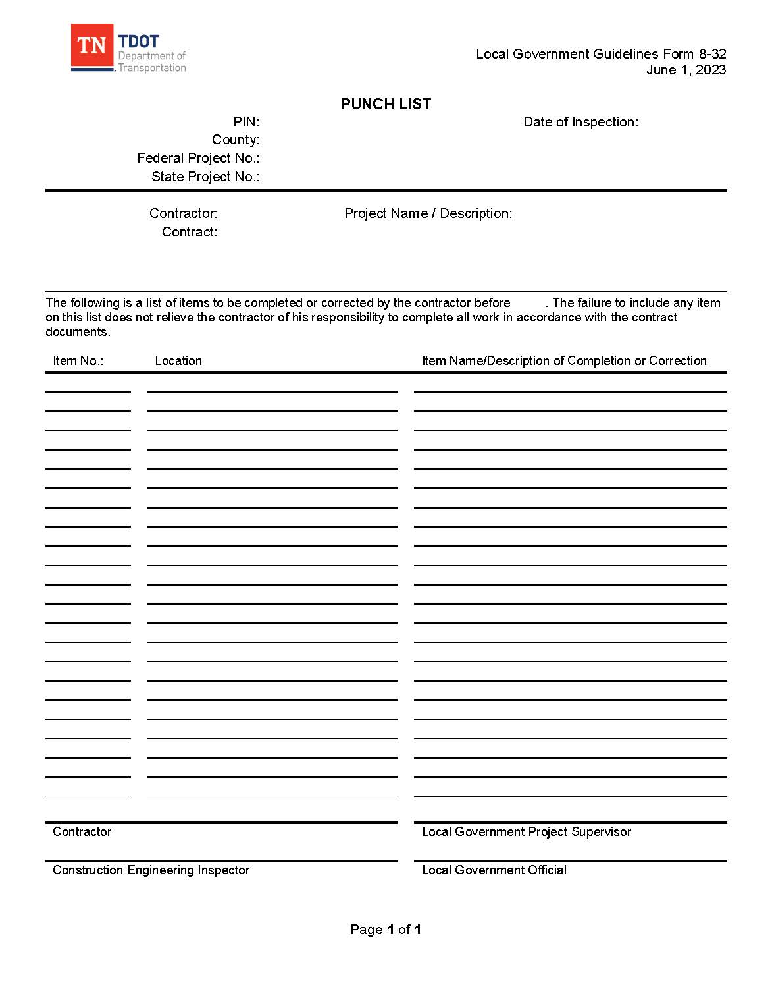 TN TDOT
Department of
Transportation
Local Government Guidelines Form 8-32
June 1, 2023
PUNCH LIST
PIN: Date of Inspection:
County:
Federal Project No.:
State Project No.:
Contractor: Project Name / Description:
Contract:
The following is a list of items to be completed or corrected by the contractor before . The failure to include any item
on this list does not relieve the contractor of his responsibility to complete all work in accordance with the contract
documents.
Item No.: Location Item Name/Description of Completion or Correction
Contractor Local Government Project Supervisor
Construction Engineering Inspector Local Government Official
Page 1 of 1